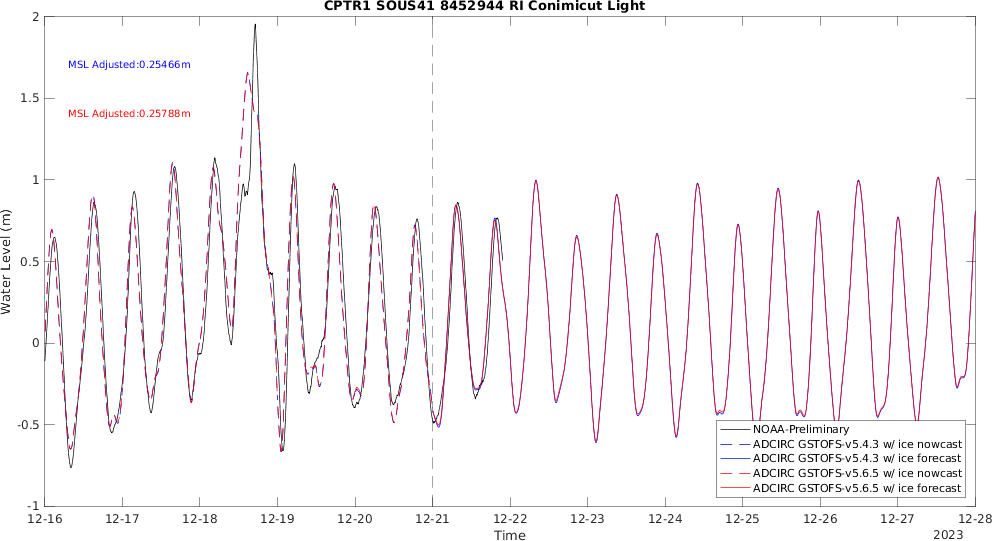 CPTR1 SOUS41 8452944 RI Conimicut Light
MSL Adjusted:0.25466m
MSL Adjusted:0.25788m
2
1.5
1
0.5
0
-0.5
-1
Water Level (m)
NOAA-Preliminary
ADCIRC GSTOFS-v5.4.3 w/ ice nowcast
ADCIRC GSTOFS-v5.4.3 w/ ice forecast
ADCIRC GSTOFS-v5.6.5 w/ ice nowcast
ADCIRC GSTOFS-v5.6.5 w/ ice forecast
12-16 12-17 12-18 12-19 12-20 12-21 12-22 12-23 12-24 12-25 12-26 12-27 12-28
Time
2023